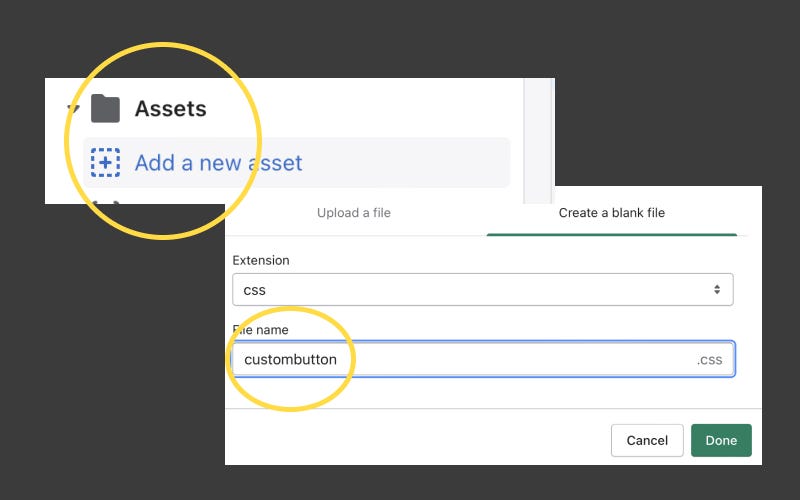 Assets
Add a new asset
Upload a file
Create a blank file
Extension
css
File name
custombutton
.css
Cancel
Done